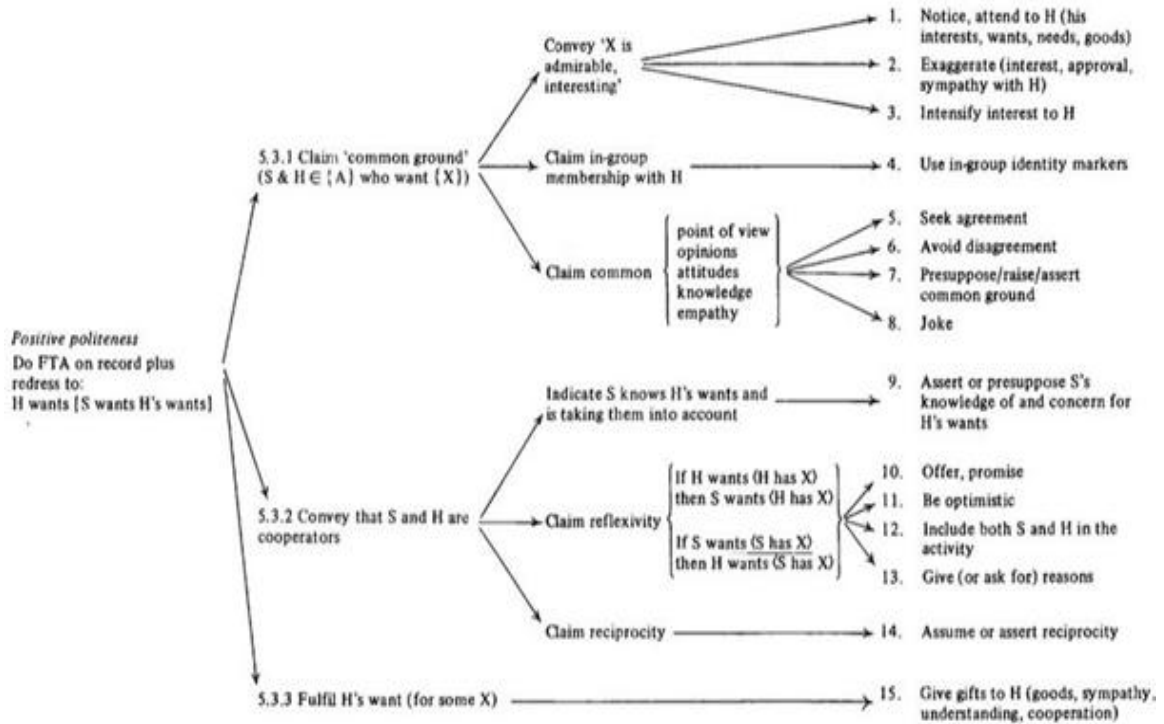 1. Notice, attend to H (his
interests, wants, needs, goods)
Convey 'X is
admirable,
interesting'
2. Exaggerate (interest, approval,
sympathy with H)
3. Intensify interest to H
5.3.1 Claim 'common ground'
(S & H ∈ {A} who want {X})
Claim in-group
membership with H
4. Use in-group identity markers
Claim common
point of view
opinions
attitudes
knowledge
empathy
5. Seek agreement
6. Avoid disagreement
7. Presuppose/raise/assert
common ground
8. Joke
Positive politeness
Do FTA on record plus
redress to:
H wants {S wants H's wants}
Indicate S knows H's wants and
is taking them into account
9. Assert or presuppose S's
knowledge of and concern for
H's wants
5.3.2 Convey that S and H are
cooperators
Claim reflexivity
If H wants (H has X)
then S wants (H has X)
If S wants (S has X)
then H wants (S has X)
10. Offer, promise
11. Be optimistic
12. Include both S and H in the
activity
13. Give (or ask for) reasons
Claim reciprocity
14. Assume or assert reciprocity
5.3.3 Fulfil H's want (for some X)
15. Give gifts to H (goods, sympathy,
understanding, cooperation)